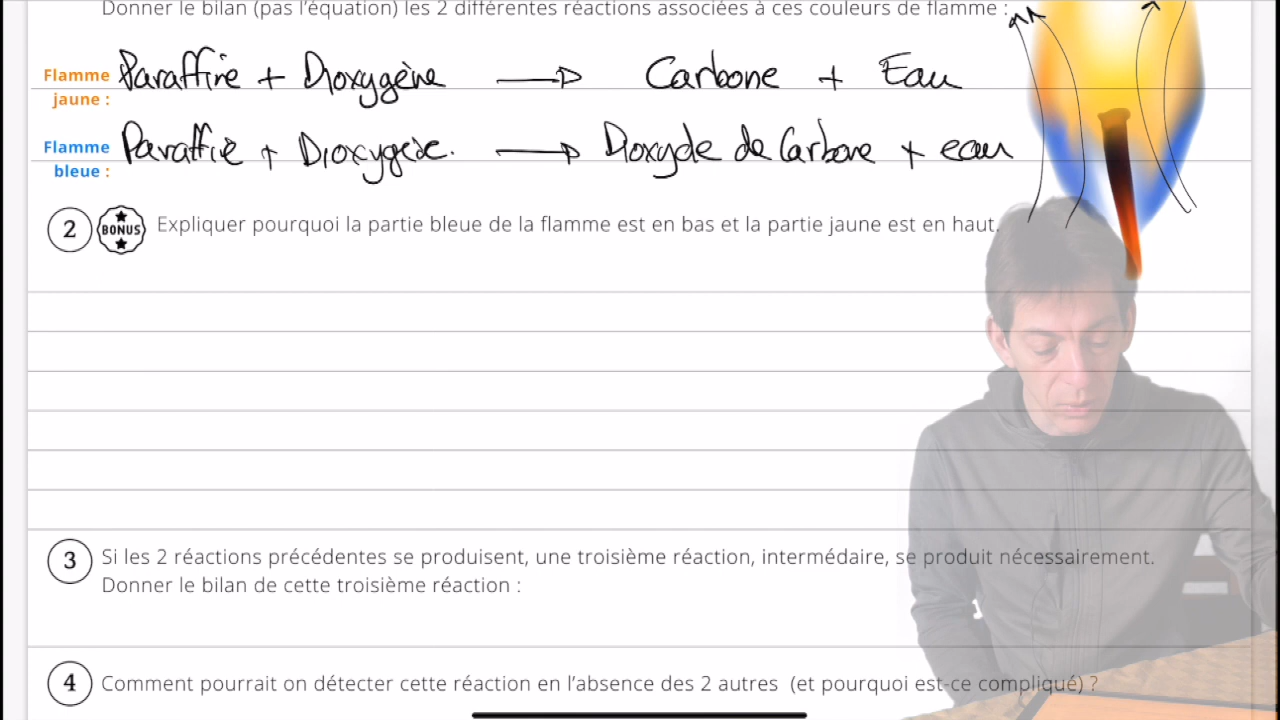 Donner le bilan (pas l'équation) les 2 différentes réactions associées à ces couleurs de flamme :
Flamme jaune : Paraffine + Dioxygène → Carbone + Eau
Flamme bleue : Paraffine + Dioxygène. → Dioxyde de Carbone + eau
2 BONUS Expliquer pourquoi la partie bleue de la flamme est en bas et la partie jaune est en haut.
3 Si les 2 réactions précédentes se produisent, une troisième réaction, intermédaire, se produit nécessairement.
Donner le bilan de cette troisième réaction :
4 Comment pourrait on détecter cette réaction en l'absence des 2 autres (et pourquoi est-ce compliqué) ?